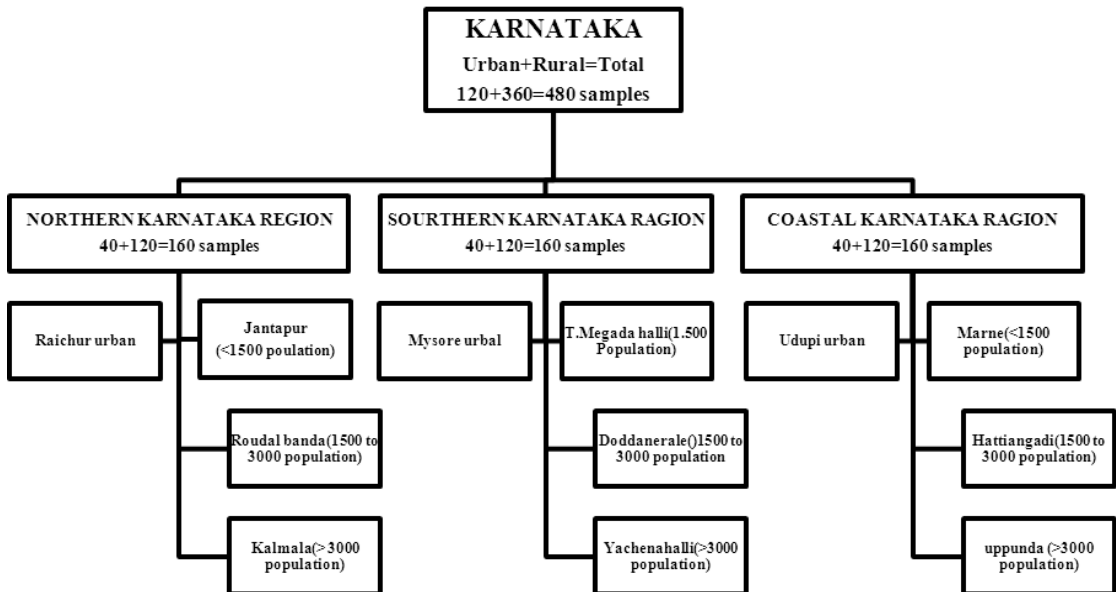 KARNATAKA
Urban+Rural=Total
120+360=480 samples
NORTHERN KARNATAKA REGION
40+120=160 samples
SOURTHERN KARNATAKA RAGION
40+120=160 samples
COASTAL KARNATAKA RAGION
40+120=160 samples
Raichur urban
Jantapur
(<1500 poulation)
Mysore urbal
T.Megada halli(1.500
Population)
Udupi urban
Marne(<1500
population)
Roudal banda(1500 to
3000 population)
Doddanerale()1500 to
3000 population
Hattiangadi(1500 to
3000 population)
Kalmala(>3000
population)
Yachenahalli(>3000
population)
uppunda (>3000
population)